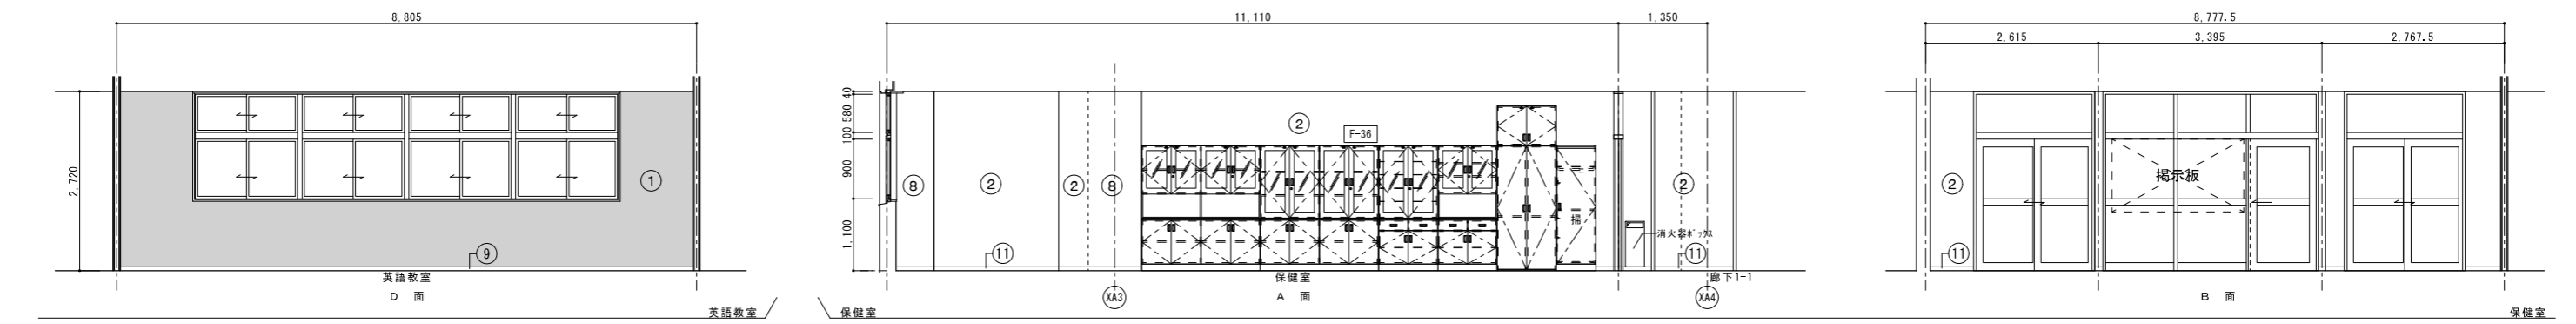 8,805
2,720
①
⑨
英語教室
D 面
英語教室
11,110
1,350
40
580
100
900
1,100
⑧
②
②
⑧
②
F-36
②
掃
消火器ボックス
⑪
⑪
保健室
廊下1-1
A 面
XA3
XA4
保健室
8,777.5
2,615
3,395
2,767.5
②
掲示板
⑪
B 面
保健室